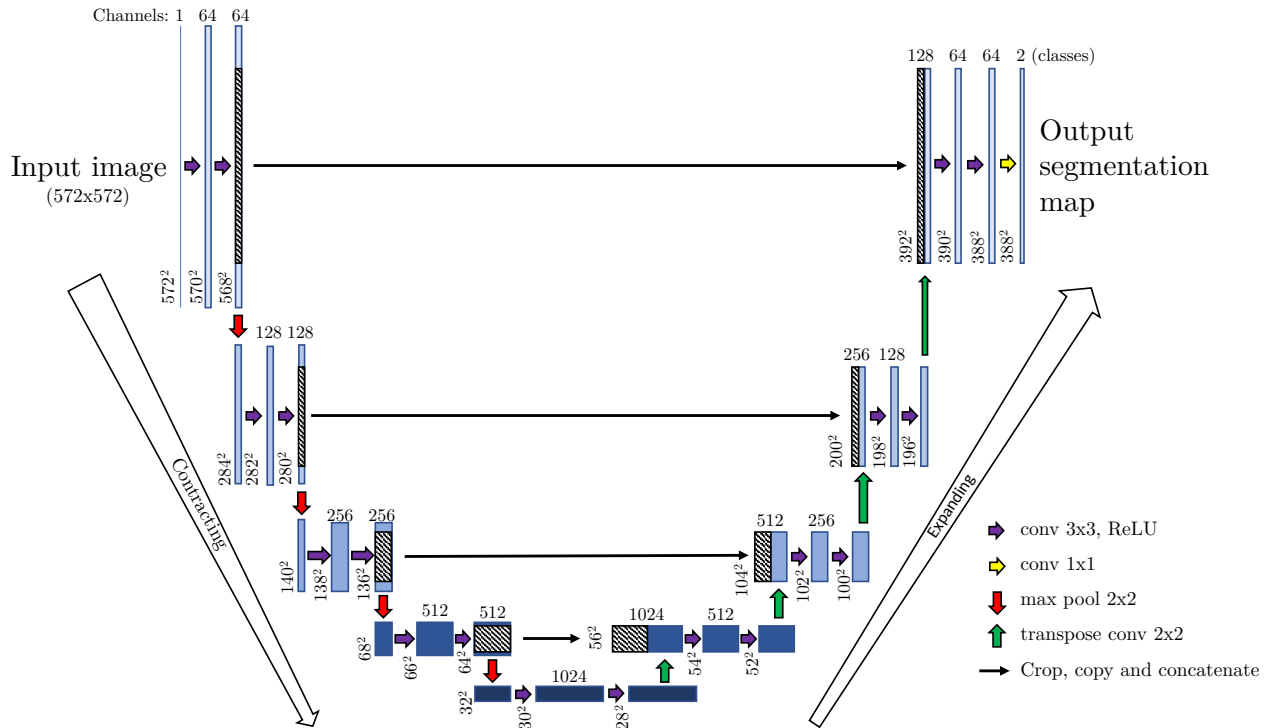 Channels: 1 64 64
128 64 64 2 (classes)
Input image
(572x572)
Output
segmentation
map
572² 570² 568²
392² 390² 388² 388²
128 128
256 128
284² 282² 280²
200² 198² 196²
Contracting
Expanding
256 256
512 256
140² 138² 136²
104² 102² 100²
512 512
1024 512
68² 66² 64²
56² 54² 52²
1024
32² 30² 28²
conv 3x3, ReLU
conv 1x1
max pool 2x2
transpose conv 2x2
Crop, copy and concatenate